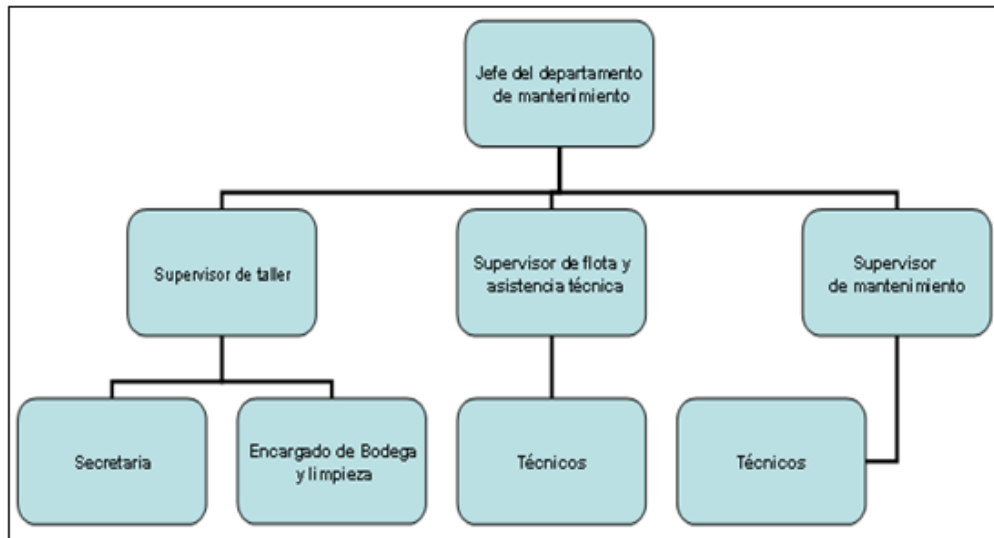 Jefe del departamento
de mantenimiento
Supervisor de taller
Supervisor de flota y
asistencia técnica
Supervisor
de mantenimiento
Secretaria
Encargado de Bodega
y limpieza
Técnicos
Técnicos